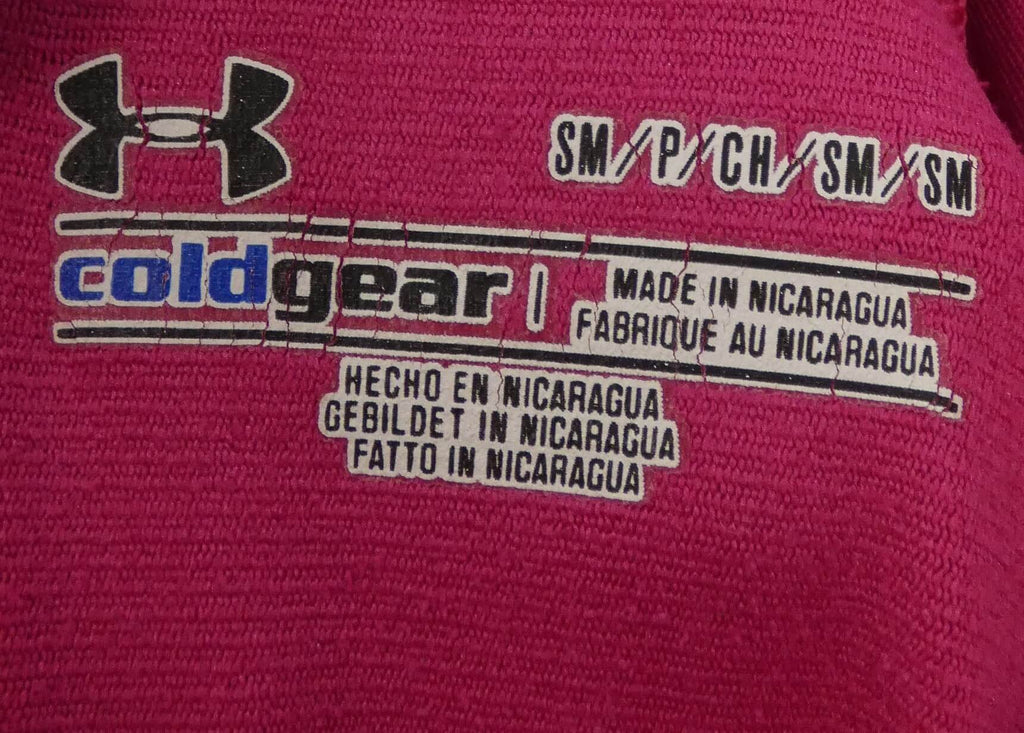 SM/P/CH/SM/SM
coldgear |
MADE IN NICARAGUA
FABRIQUE AU NICARAGUA
HECHO EN NICARAGUA
GEBILDET IN NICARAGUA
FATTO IN NICARAGUA